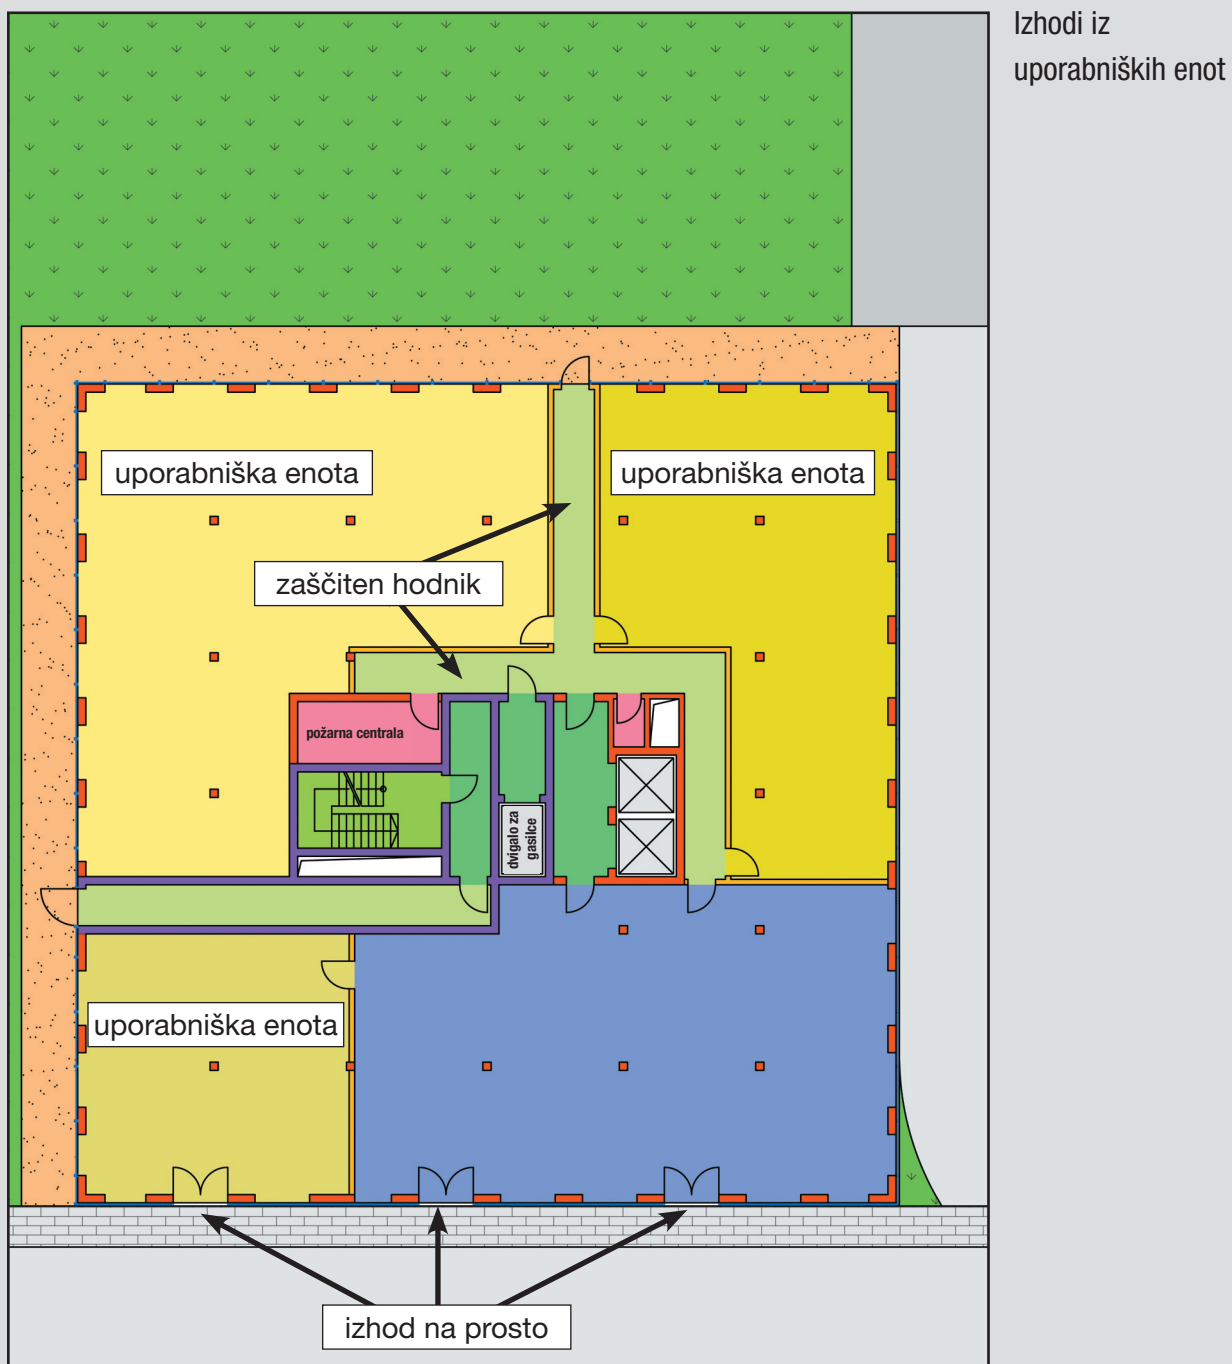 Izhodi iz
uporabniških enot
uporabniška enota
uporabniška enota
zaščiten hodnik
požarna centrala
dvigalo za
gasilce
uporabniška enota
izhod na prosto